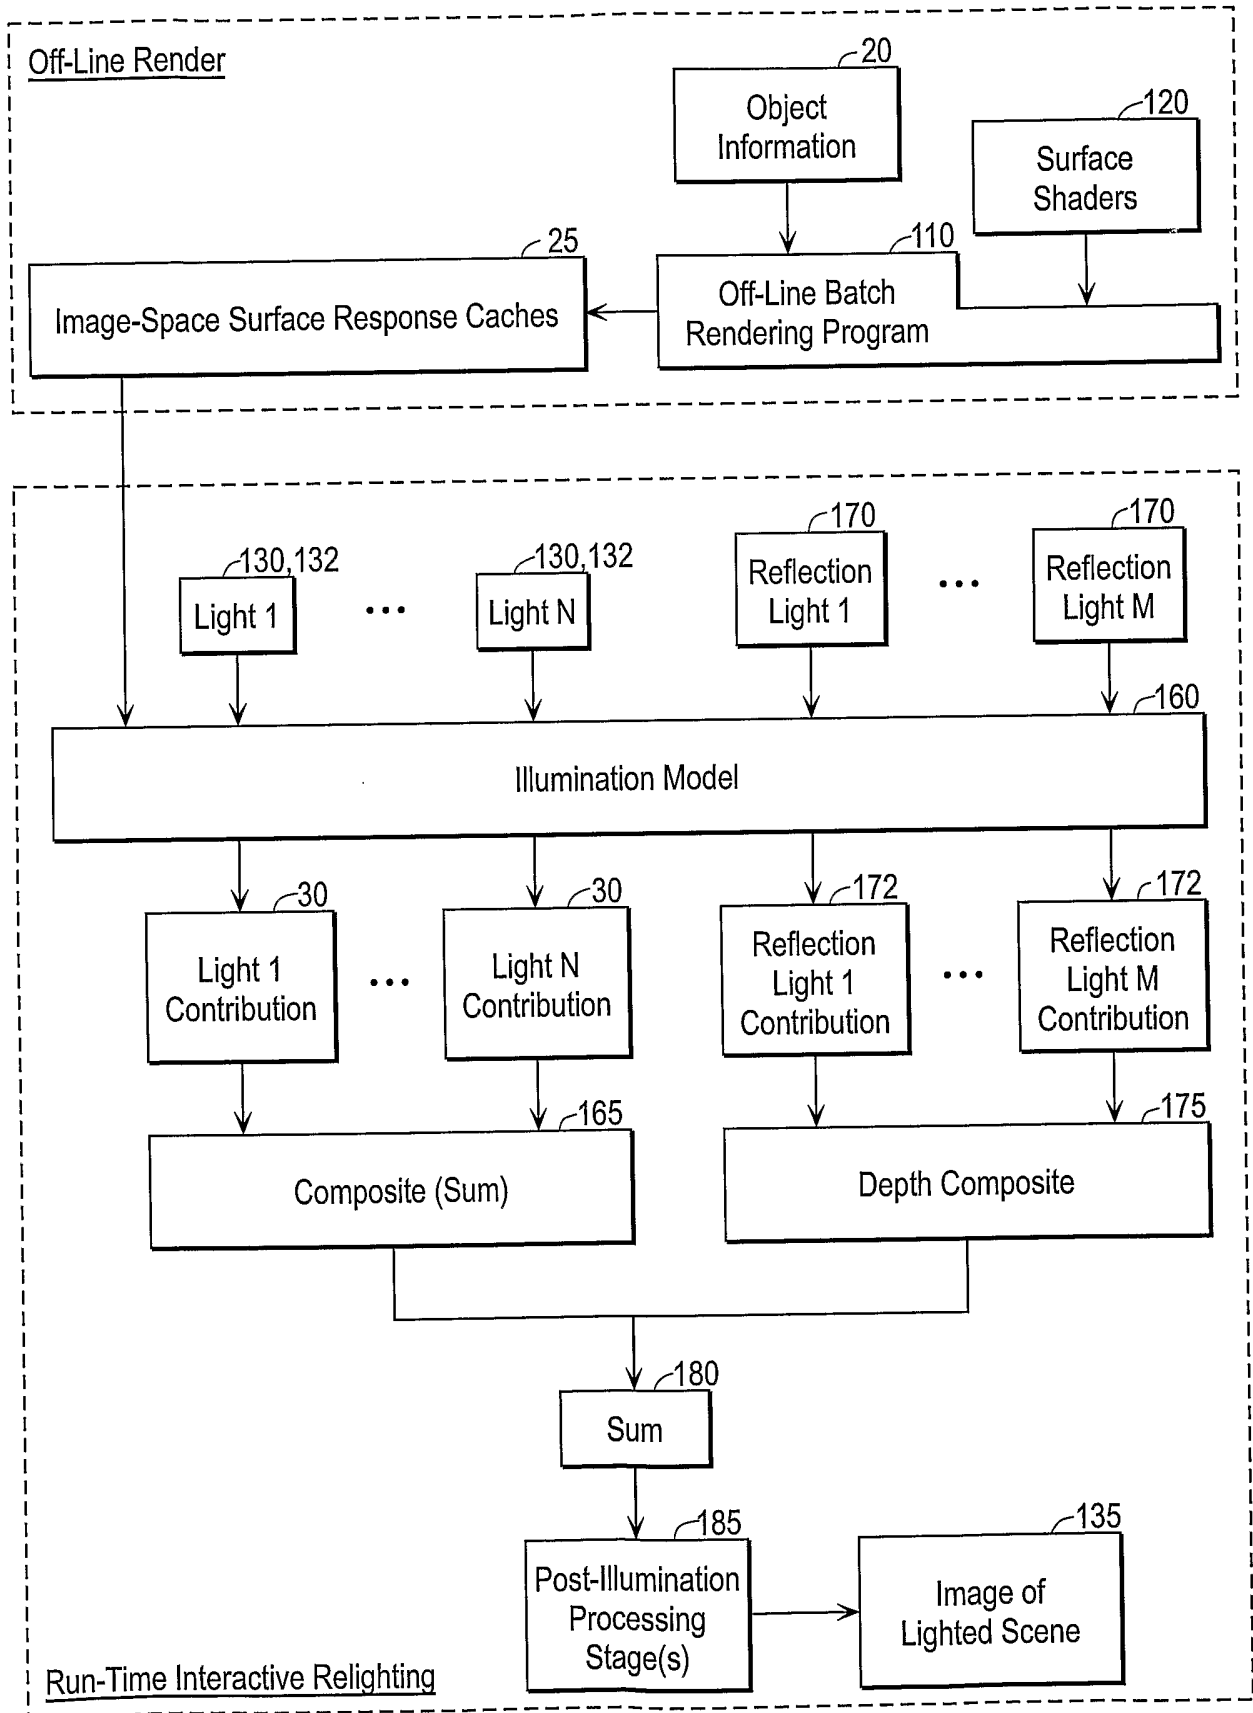 Off-Line Render
20
Object
Information
120
Surface
Shaders
25
Image-Space Surface Response Caches
110
Off-Line Batch
Rendering Program
130,132
Light 1
...
130,132
Light N
170
Reflection
Light 1
...
170
Reflection
Light M
160
Illumination Model
30
Light 1
Contribution
...
30
Light N
Contribution
172
Reflection
Light 1
Contribution
...
172
Reflection
Light M
Contribution
165
Composite (Sum)
175
Depth Composite
180
Sum
185
Post-Illumination
Processing
Stage(s)
135
Image of
Lighted Scene
Run-Time Interactive Relighting